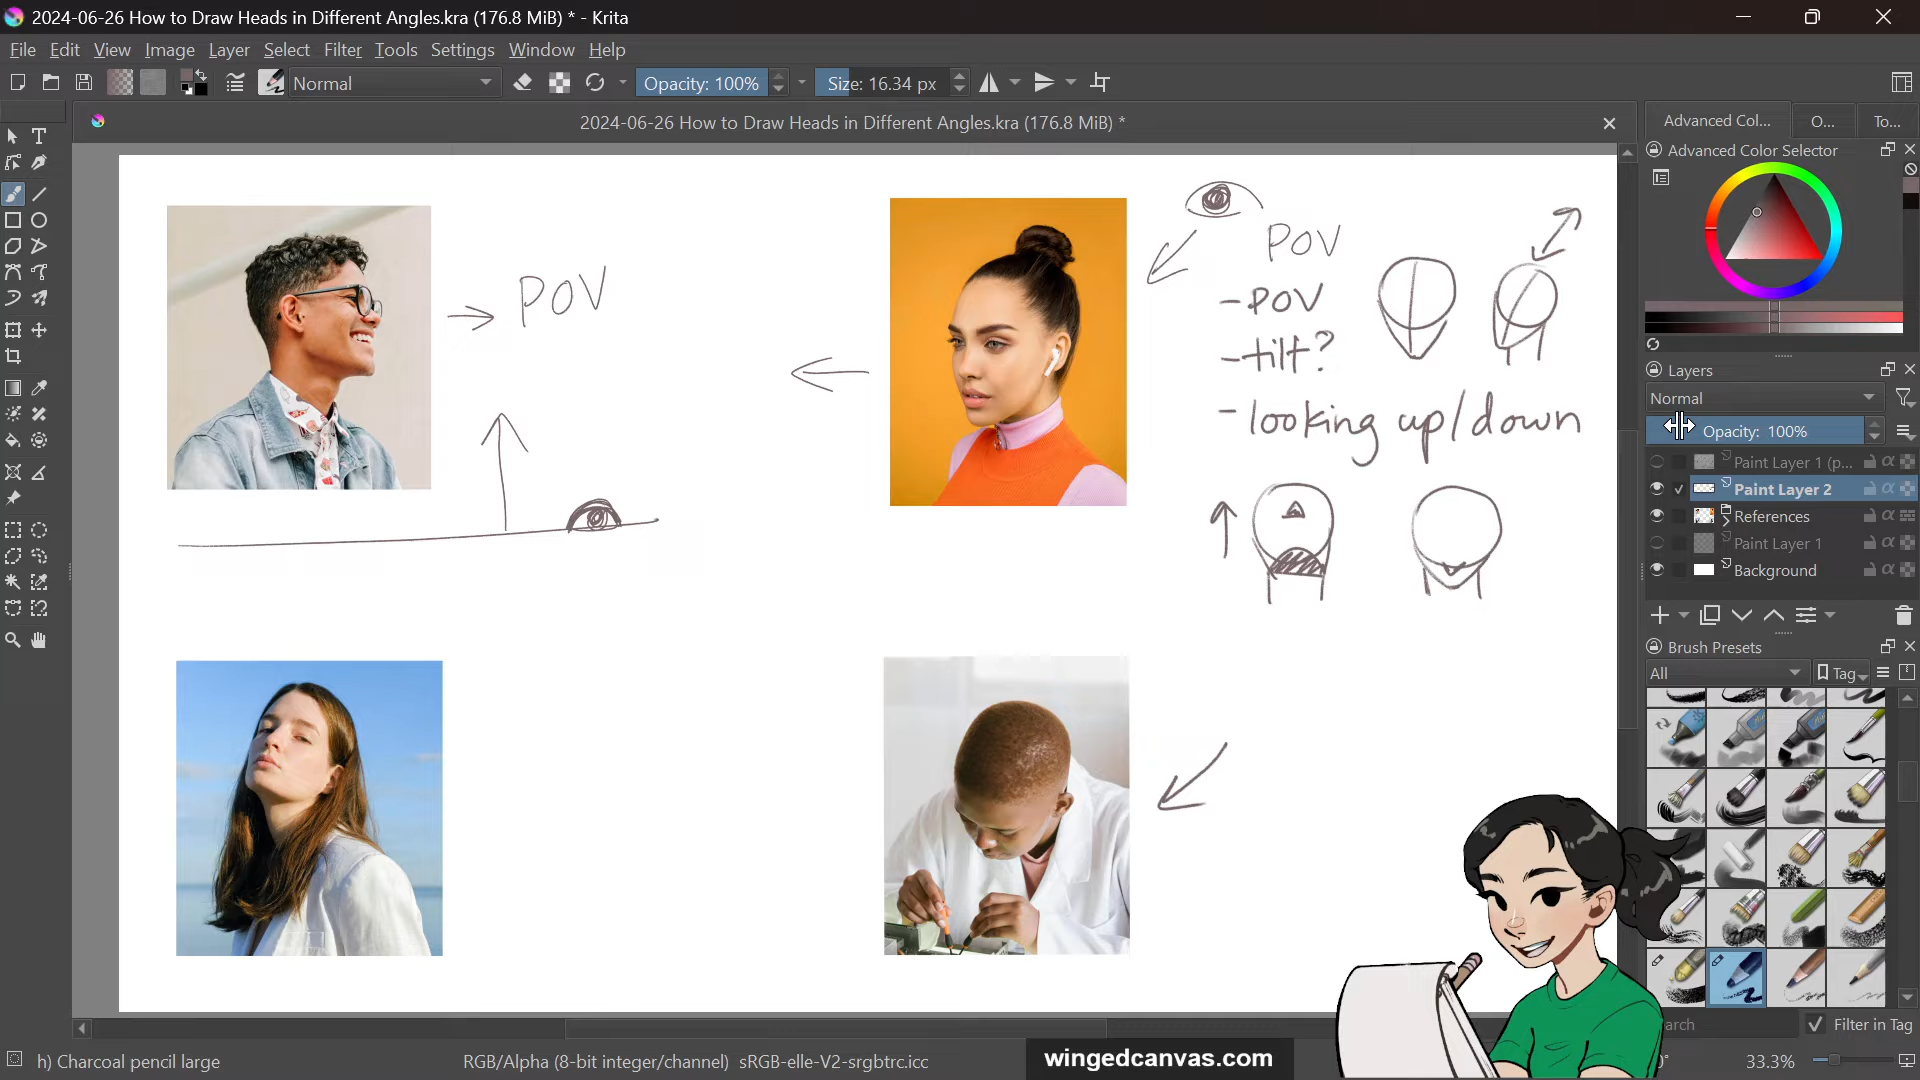 2024-06-26 How to Draw Heads in Different Angles.kra (176.8 MiB) * - Krita
File Edit View Image Layer Select Filter Tools Settings Window Help
Normal Opacity: 100% Size: 16.34 px
2024-06-26 How to Draw Heads in Different Angles.kra (176.8 MiB) *
Advanced Col... O... To...
Advanced Color Selector
POV
POV
-POV
-tilt?
-looking up/down
Layers
Normal
Opacity: 100%
Paint Layer 1 (p...
Paint Layer 2
References
Paint Layer 1
Background
Brush Presets
All Tag
arch Filter in Tag
h) Charcoal pencil large
RGB/Alpha (8-bit integer/channel) sRGB-elle-V2-srgbtrc.icc
wingedcanvas.com
33.3%